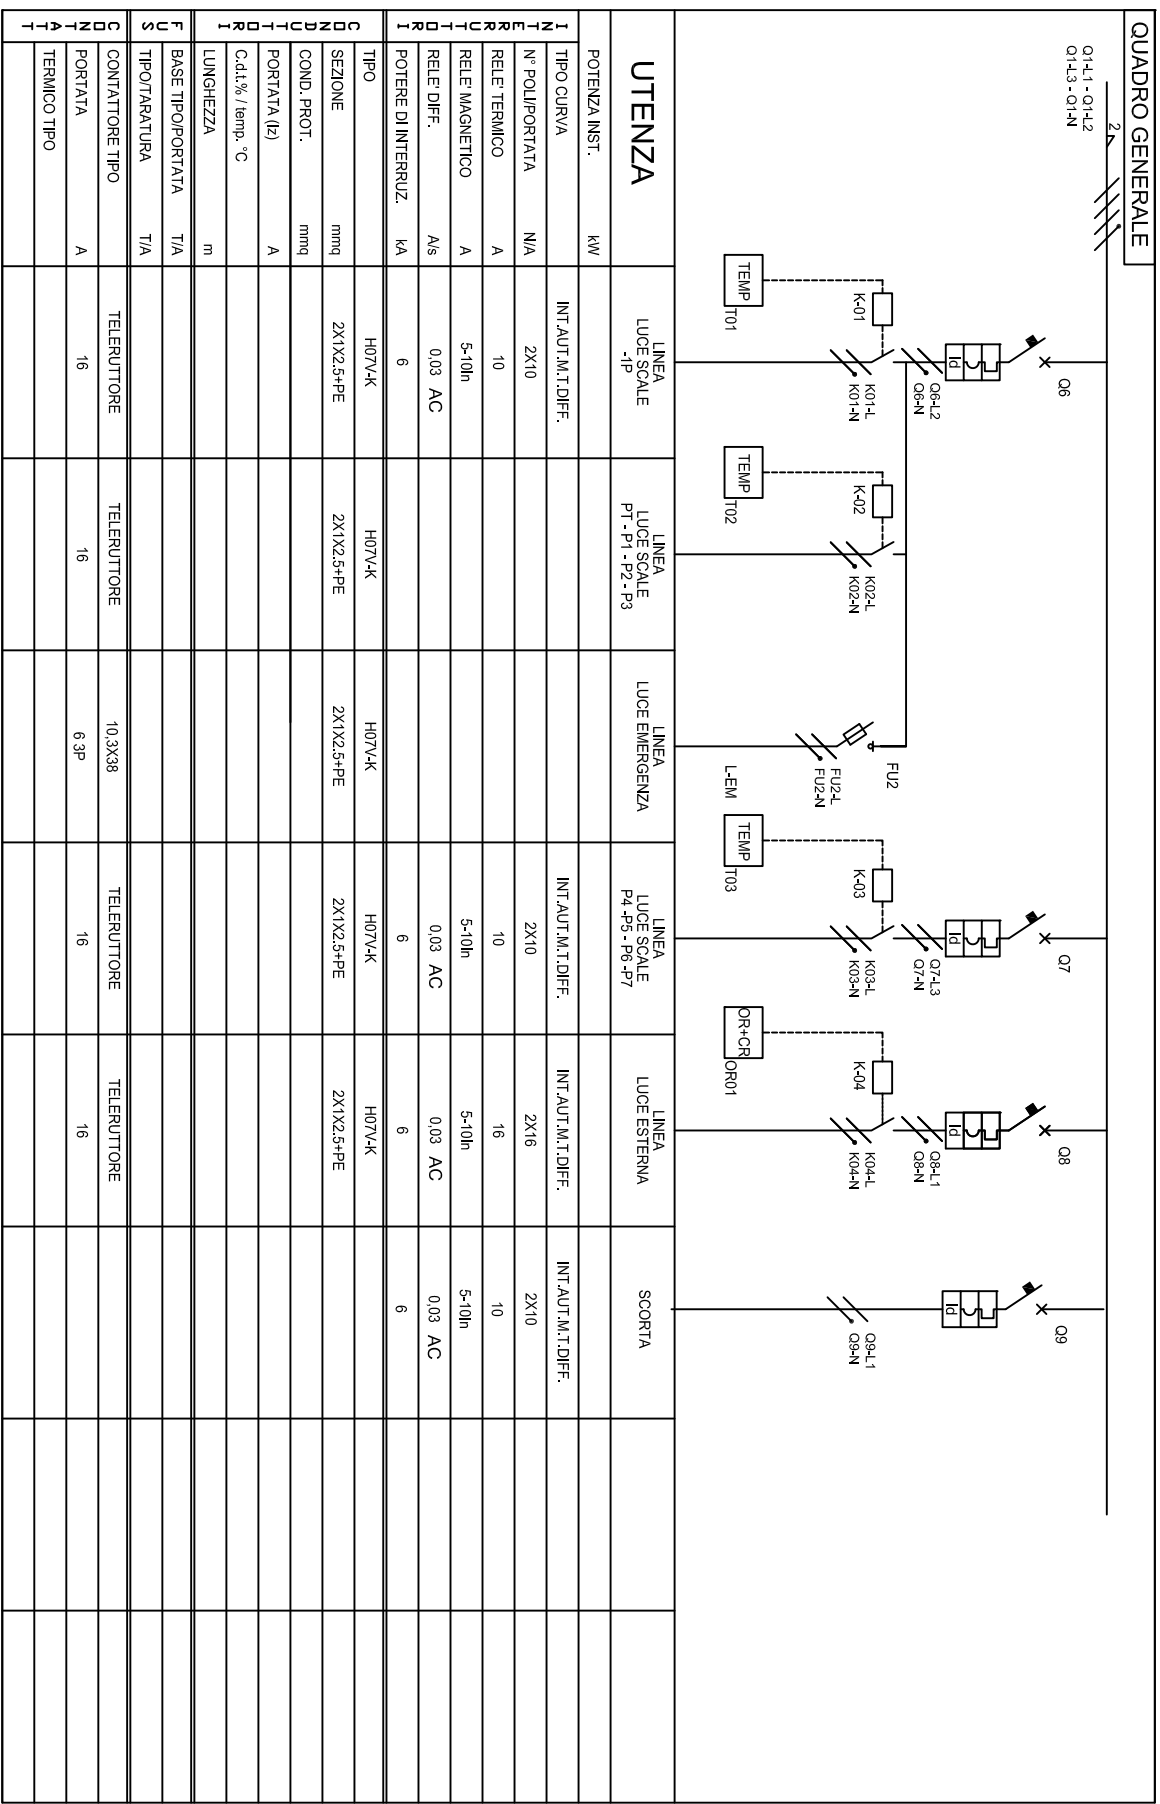 QUADRO GENERALE
Q1-L1 - Q1-L2
Q1-L3 - Q1-N
2
Q6
Q7
Q8
Q9
Id
Id
Id
Id
Q6-L2
Q6-N
Q7-L3
Q7-N
Q8-L1
Q8-N
FU2
K-01
K-02
K-03
K-04
K01-L
K01-N
K02-L
K02-N
FU2-L
FU2-N
K03-L
K03-N
K04-L
K04-N
Q9-L1
Q9-N
TEMP
T01
TEMP
T02
L-EM
TEMP
T03
OR+CR
OR01
UTENZA
LINEA
LUCE SCALE
-1P
LINEA
LUCE SCALE
PT - P1 - P2 - P3
LINEA
LUCE EMERGENZA
LINEA
LUCE SCALE
P4 -P5 - P6 -P7
LINEA
LUCE ESTERNA
SCORTA
POTENZA INST. kW
INTERRUTTORI
TIPO CURVA INT.AUT.M.T.DIFF. INT.AUT.M.T.DIFF. INT.AUT.M.T.DIFF. INT.AUT.M.T.DIFF.
N° POLI/PORTATA N/A 2X10 2X10 2X16 2X10
RELE' TERMICO A 10 10 16 10
RELE' MAGNETICO A 5-10In 5-10In 5-10In 5-10In
RELE' DIFF. A/s 0,03 AC 0,03 AC 0,03 AC 0,03 AC
POTERE DI INTERRUZ. kA 6 6 6 6
CONDUTTORI
TIPO H07V-K H07V-K H07V-K H07V-K H07V-K
SEZIONE mmq 2X1X2.5+PE 2X1X2.5+PE 2X1X2.5+PE 2X1X2.5+PE 2X1X2.5+PE
COND. PROT. mmq
PORTATA (Iz) A
C.d.t.% / temp. °C
LUNGHEZZA m
FUS
BASE TIPO/PORTATA T/A
TIPO/TARATURA T/A
CONTATT
CONTATTORE TIPO TELERUTTORE TELERUTTORE 10,3X38 TELERUTTORE TELERUTTORE
PORTATA A 16 16 6 3P 16 16
TERMICO TIPO